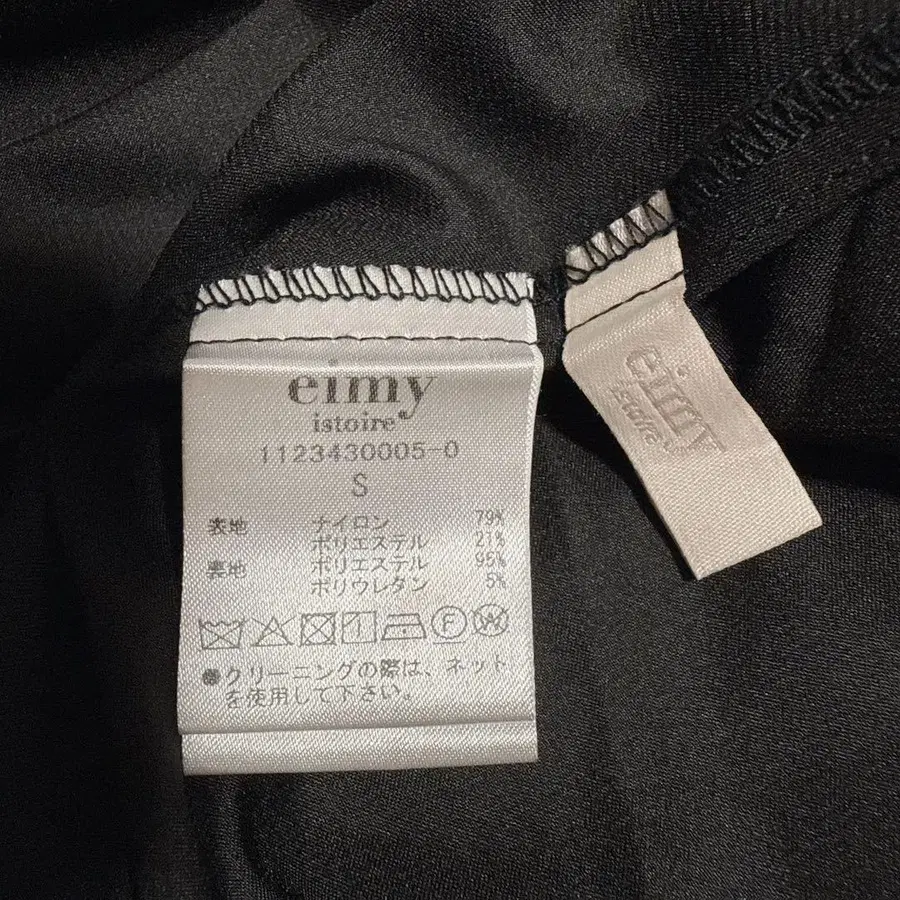 eimy
istoire
1123430005-0
S
表地 ナイロン 79%
ポリエステル 21%
裏地 ポリエステル 95%
ポリウレタン 5%
F W
●クリーニングの際は、ネット
を使用して下さい。
eimy
istoire